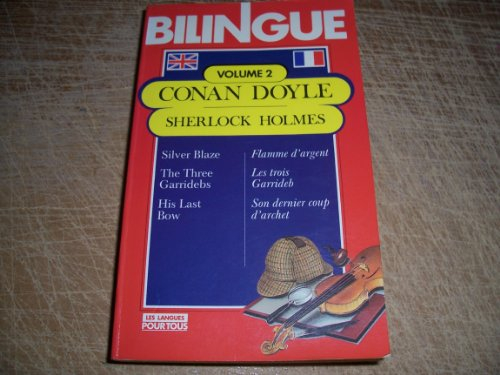 BILINGUE
VOLUME 2
CONAN DOYLE
SHERLOCK HOLMES
Silver Blaze
Flamme d'argent
The Three
Garridebs
Les trois
Garrideb
His Last
Bow
Son dernier coup
d'archet
LES LANGUES
POUR TOUS